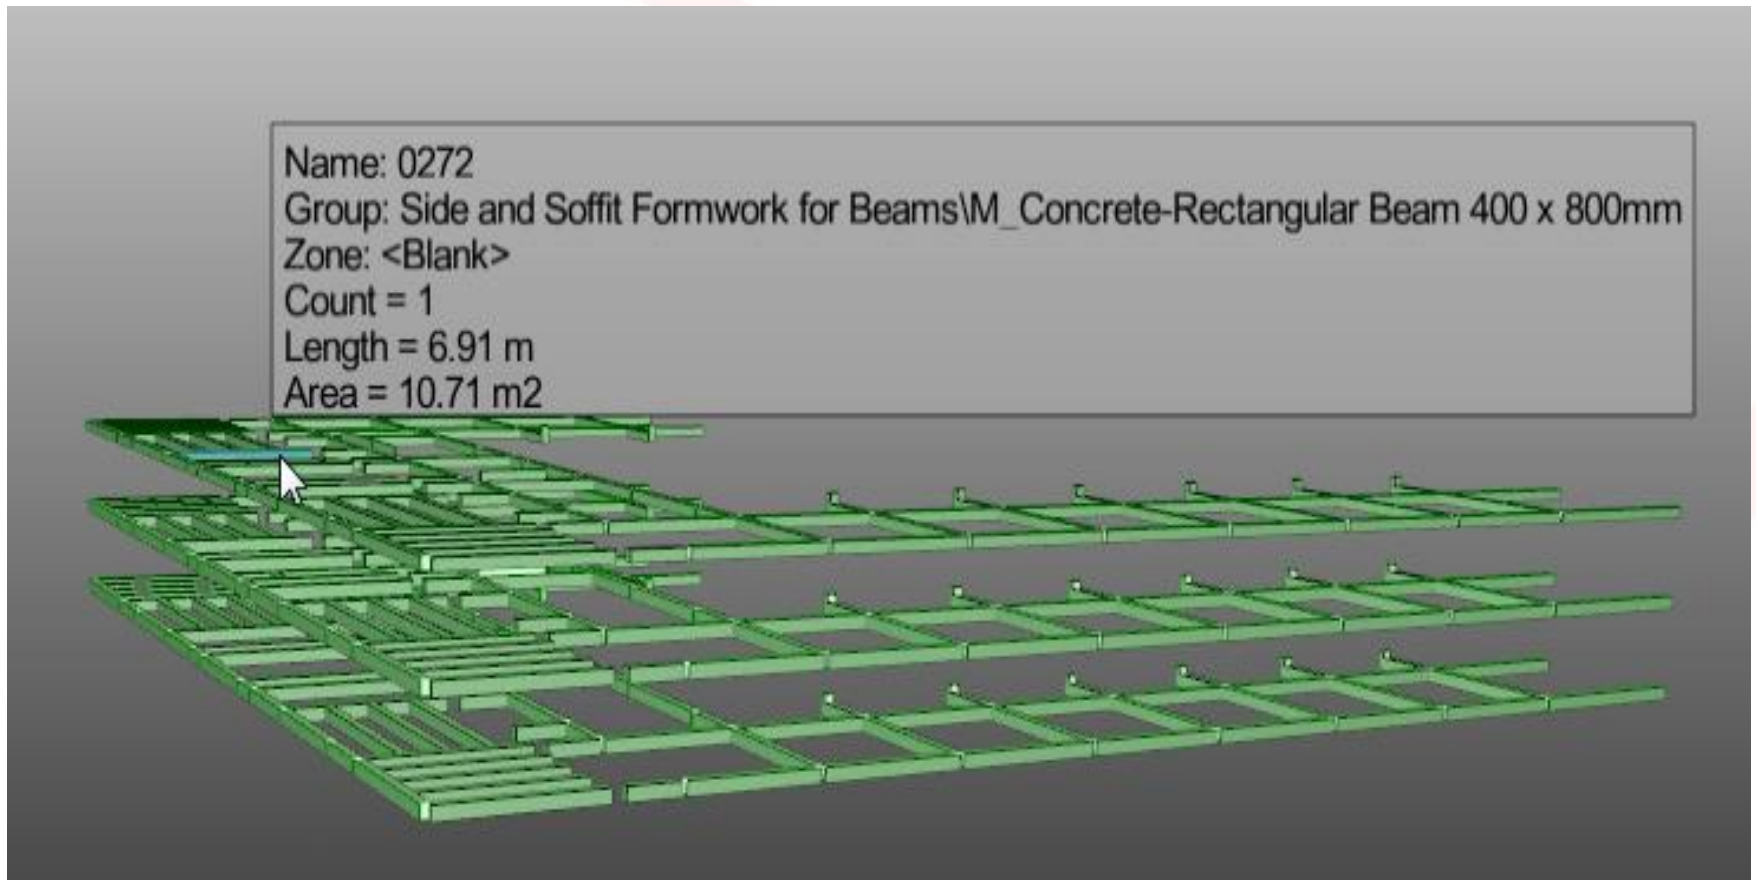 Name: 0272
Group: Side and Soffit Formwork for Beams\M_Concrete-Rectangular Beam 400 x 800mm
Zone: <Blank>
Count = 1
Length = 6.91 m
Area = 10.71 m2